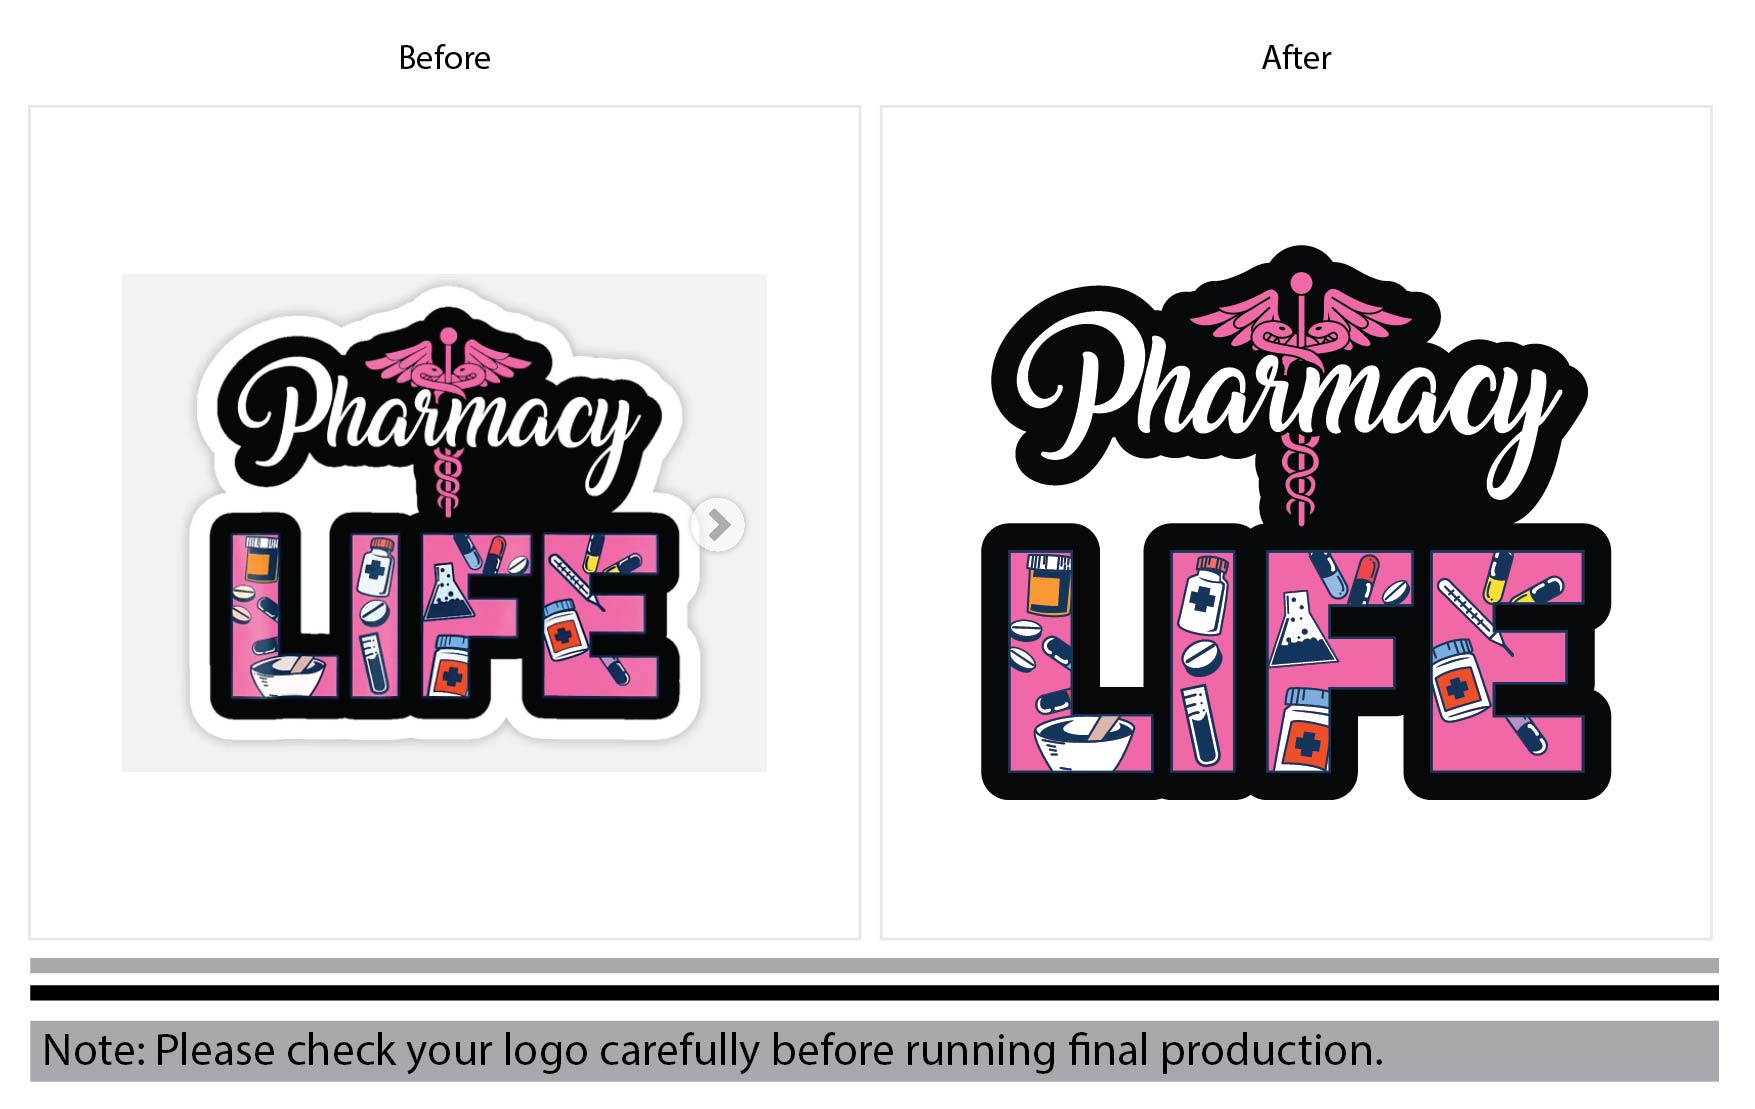 Before
After
Pharmacy
LIFE
Pharmacy
LIFE
Note: Please check your logo carefully before running final production.